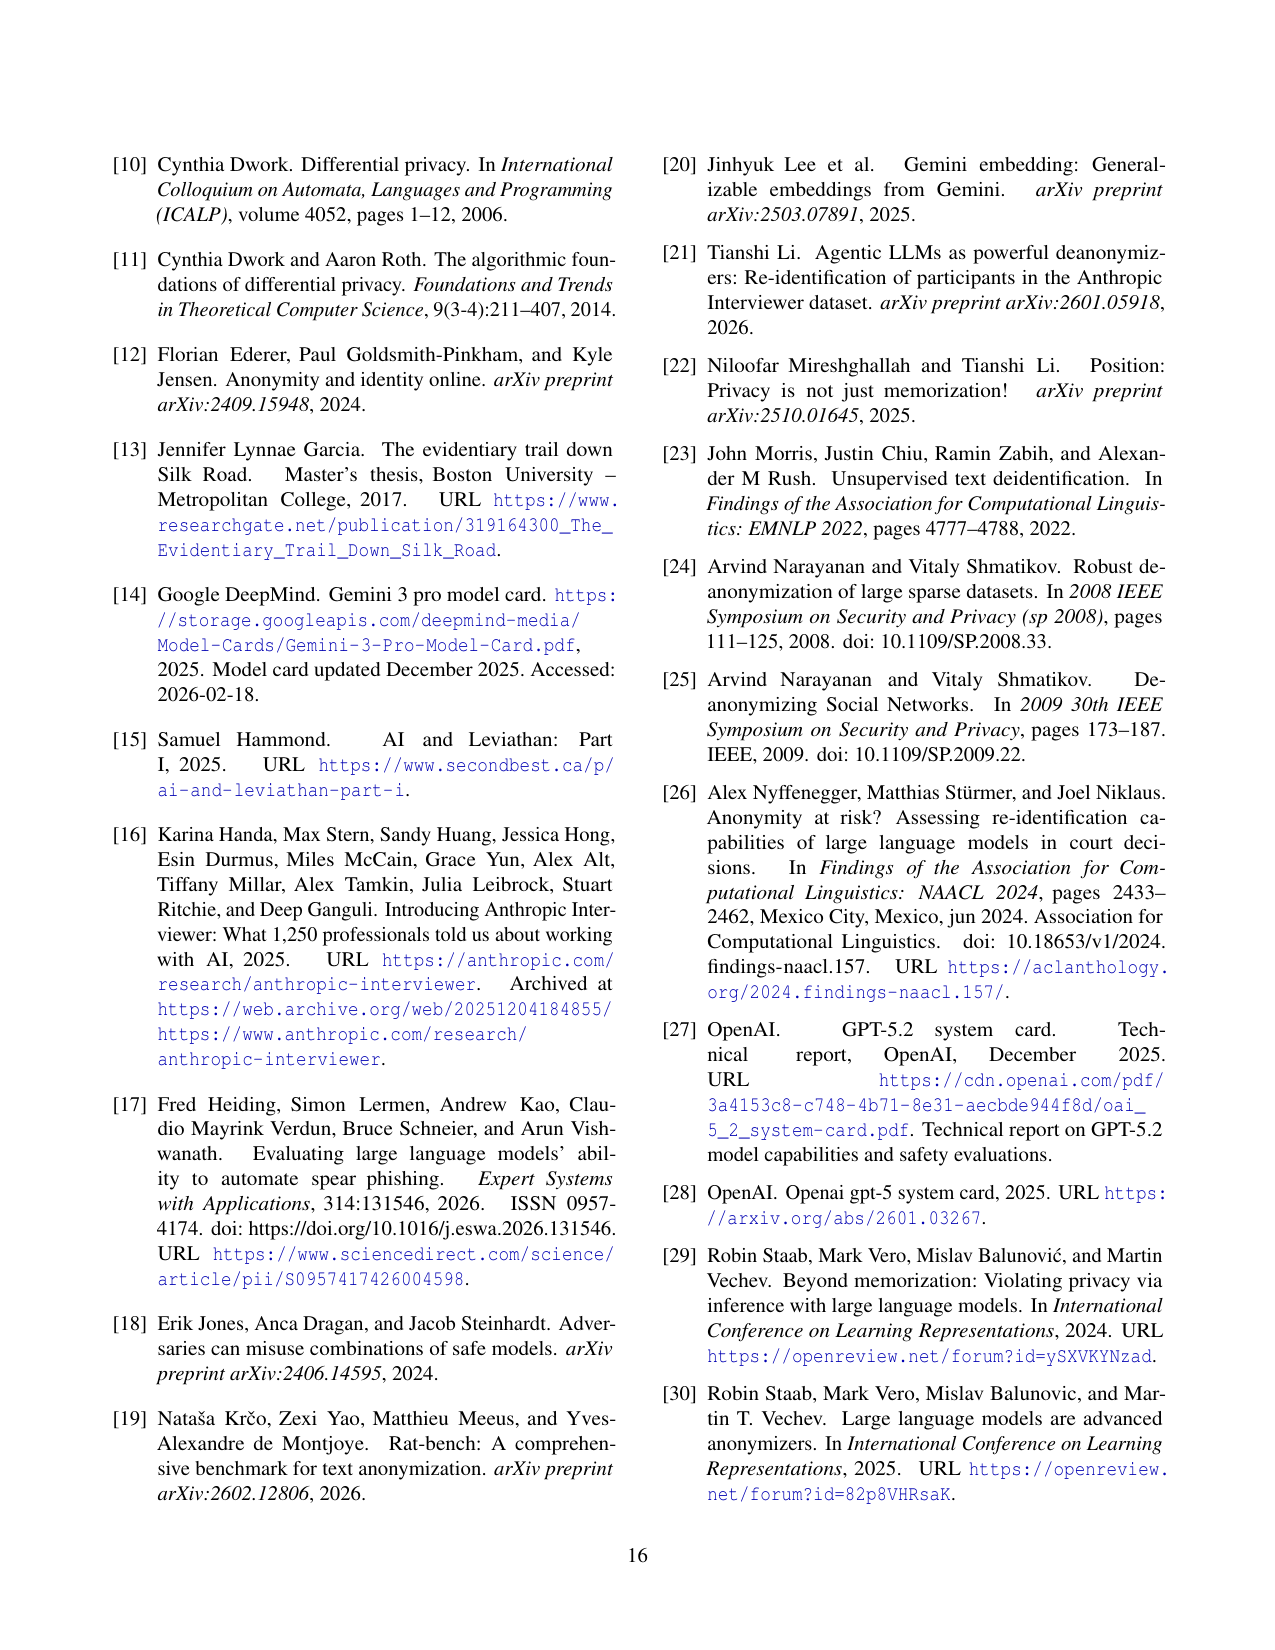 [10] Cynthia Dwork. Differential privacy. In International
Colloquium on Automata, Languages and Programming
(ICALP), volume 4052, pages 1–12, 2006.
[11] Cynthia Dwork and Aaron Roth. The algorithmic foun-
dations of differential privacy. Foundations and Trends
in Theoretical Computer Science, 9(3-4):211–407, 2014.
[12] Florian Ederer, Paul Goldsmith-Pinkham, and Kyle
Jensen. Anonymity and identity online. arXiv preprint
arXiv:2409.15948, 2024.
[13] Jennifer Lynnae Garcia. The evidentiary trail down
Silk Road. Master's thesis, Boston University –
Metropolitan College, 2017. URL https://www.
researchgate.net/publication/319164300_The_
Evidentiary_Trail_Down_Silk_Road.
[14] Google DeepMind. Gemini 3 pro model card. https:
//storage.googleapis.com/deepmind-media/
Model-Cards/Gemini-3-Pro-Model-Card.pdf,
2025. Model card updated December 2025. Accessed:
2026-02-18.
[15] Samuel Hammond. AI and Leviathan: Part
I, 2025. URL https://www.secondbest.ca/p/
ai-and-leviathan-part-i.
[16] Karina Handa, Max Stern, Sandy Huang, Jessica Hong,
Esin Durmus, Miles McCain, Grace Yun, Alex Alt,
Tiffany Millar, Alex Tamkin, Julia Leibrock, Stuart
Ritchie, and Deep Ganguli. Introducing Anthropic Inter-
viewer: What 1,250 professionals told us about working
with AI, 2025. URL https://anthropic.com/
research/anthropic-interviewer. Archived at
https://web.archive.org/web/20251204184855/
https://www.anthropic.com/research/
anthropic-interviewer.
[17] Fred Heiding, Simon Lermen, Andrew Kao, Clau-
dio Mayrink Verdun, Bruce Schneier, and Arun Vish-
wanath. Evaluating large language models' abil-
ity to automate spear phishing. Expert Systems
with Applications, 314:131546, 2026. ISSN 0957-
4174. doi: https://doi.org/10.1016/j.eswa.2026.131546.
URL https://www.sciencedirect.com/science/
article/pii/S0957417426004598.
[18] Erik Jones, Anca Dragan, and Jacob Steinhardt. Adver-
saries can misuse combinations of safe models. arXiv
preprint arXiv:2406.14595, 2024.
[19] Nataša Krčo, Zexi Yao, Matthieu Meeus, and Yves-
Alexandre de Montjoye. Rat-bench: A comprehen-
sive benchmark for text anonymization. arXiv preprint
arXiv:2602.12806, 2026.
[20] Jinhyuk Lee et al. Gemini embedding: General-
izable embeddings from Gemini. arXiv preprint
arXiv:2503.07891, 2025.
[21] Tianshi Li. Agentic LLMs as powerful deanonymiz-
ers: Re-identification of participants in the Anthropic
Interviewer dataset. arXiv preprint arXiv:2601.05918,
2026.
[22] Niloofar Mireshghallah and Tianshi Li. Position:
Privacy is not just memorization! arXiv preprint
arXiv:2510.01645, 2025.
[23] John Morris, Justin Chiu, Ramin Zabih, and Alexan-
der M Rush. Unsupervised text deidentification. In
Findings of the Association for Computational Linguis-
tics: EMNLP 2022, pages 4777–4788, 2022.
[24] Arvind Narayanan and Vitaly Shmatikov. Robust de-
anonymization of large sparse datasets. In 2008 IEEE
Symposium on Security and Privacy (sp 2008), pages
111–125, 2008. doi: 10.1109/SP.2008.33.
[25] Arvind Narayanan and Vitaly Shmatikov. De-
anonymizing Social Networks. In 2009 30th IEEE
Symposium on Security and Privacy, pages 173–187.
IEEE, 2009. doi: 10.1109/SP.2009.22.
[26] Alex Nyffenegger, Matthias Stürmer, and Joel Niklaus.
Anonymity at risk? Assessing re-identification ca-
pabilities of large language models in court deci-
sions. In Findings of the Association for Com-
putational Linguistics: NAACL 2024, pages 2433–
2462, Mexico City, Mexico, jun 2024. Association for
Computational Linguistics. doi: 10.18653/v1/2024.
findings-naacl.157. URL https://aclanthology.
org/2024.findings-naacl.157/.
[27] OpenAI. GPT-5.2 system card. Tech-
nical report, OpenAI, December 2025.
URL https://cdn.openai.com/pdf/
3a4153c8-c748-4b71-8e31-aecbde944f8d/oai_
5_2_system-card.pdf. Technical report on GPT-5.2
model capabilities and safety evaluations.
[28] OpenAI. Openai gpt-5 system card, 2025. URL https:
//arxiv.org/abs/2601.03267.
[29] Robin Staab, Mark Vero, Mislav Balunović, and Martin
Vechev. Beyond memorization: Violating privacy via
inference with large language models. In International
Conference on Learning Representations, 2024. URL
https://openreview.net/forum?id=ySXVKYNzad.
[30] Robin Staab, Mark Vero, Mislav Balunovic, and Mar-
tin T. Vechev. Large language models are advanced
anonymizers. In International Conference on Learning
Representations, 2025. URL https://openreview.
net/forum?id=82p8VHRsaK.
16